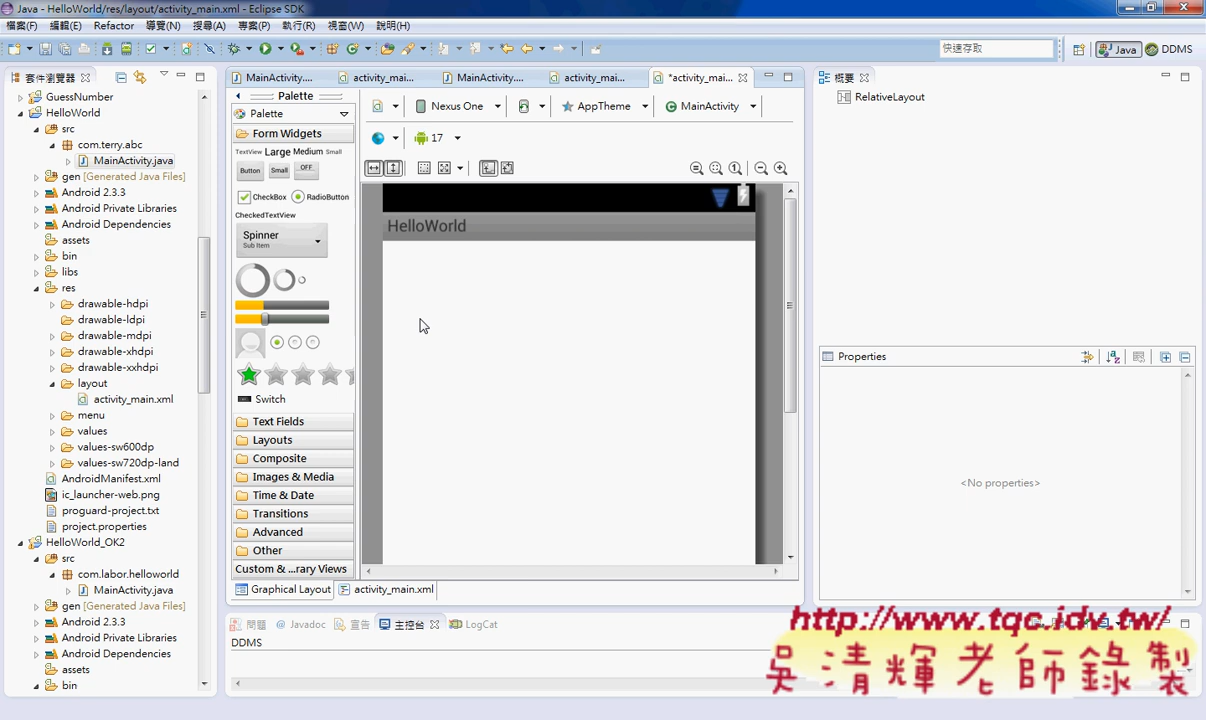 Java - HelloWorld/res/layout/activity_main.xml - Eclipse SDK
檔案(F) 編輯(E) Refactor 導覽(N) 搜尋(A) 專案(P) 執行(R) 視窗(W) 說明(H)
快速存取 Java DDMS
套件瀏覽器
GuessNumber
HelloWorld
src
com.terry.abc
MainActivity.java
gen [Generated Java Files]
Android 2.3.3
Android Private Libraries
Android Dependencies
assets
bin
libs
res
drawable-hdpi
drawable-ldpi
drawable-mdpi
drawable-xhdpi
drawable-xxhdpi
layout
activity_main.xml
menu
values
values-sw600dp
values-sw720dp-land
AndroidManifest.xml
ic_launcher-web.png
proguard-project.txt
project.properties
HelloWorld_OK2
src
com.labor.helloworld
MainActivity.java
gen [Generated Java Files]
Android 2.3.3
Android Private Libraries
Android Dependencies
assets
bin
MainActivity.... activity_mai... MainActivity.... activity_mai... *activity_mai...
Palette
Palette
Form Widgets
TextView Large Medium Small
Button Small OFF
CheckBox RadioButton
CheckedTextView
Spinner
Sub Item
Switch
Text Fields
Layouts
Composite
Images & Media
Time & Date
Transitions
Advanced
Other
Custom & ...rary Views
Nexus One AppTheme MainActivity
17
HelloWorld
Graphical Layout activity_main.xml
問題 Javadoc 宣告 主控台 LogCat
DDMS
概要
RelativeLayout
Properties
<No properties>
http://www.tqc.idv.tw/
吳清輝老師錄製